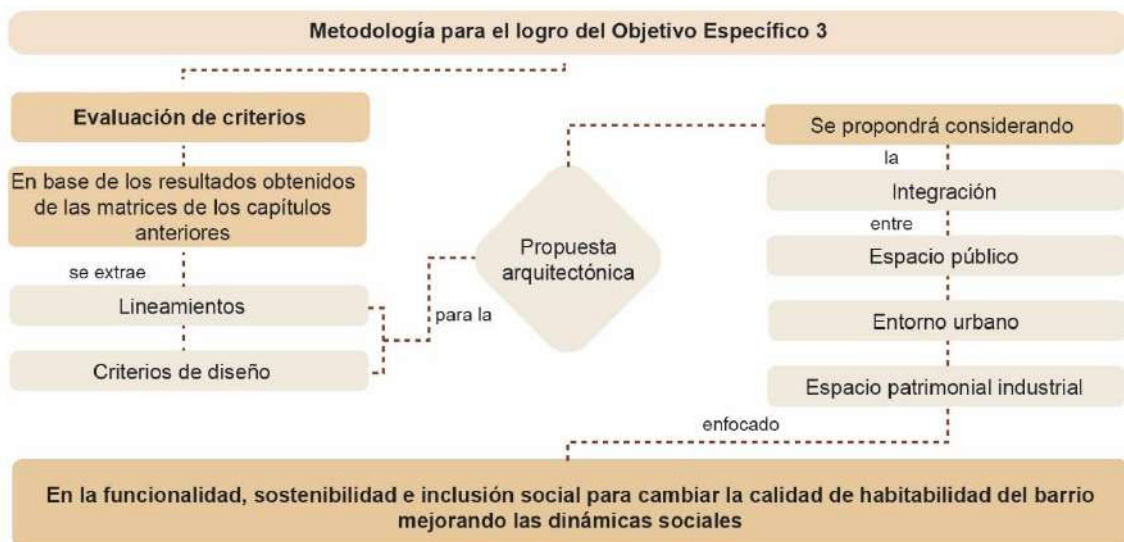 Metodología para el logro del Objetivo Específico 3
Evaluación de criterios
En base de los resultados obtenidos
de las matrices de los capítulos
anteriores
se extrae
Lineamientos
Criterios de diseño
para la
Propuesta
arquitectónica
Se propondrá considerando
la
Integración
entre
Espacio público
Entorno urbano
Espacio patrimonial industrial
enfocado
En la funcionalidad, sostenibilidad e inclusión social para cambiar la calidad de habitabilidad del barrio
mejorando las dinámicas sociales